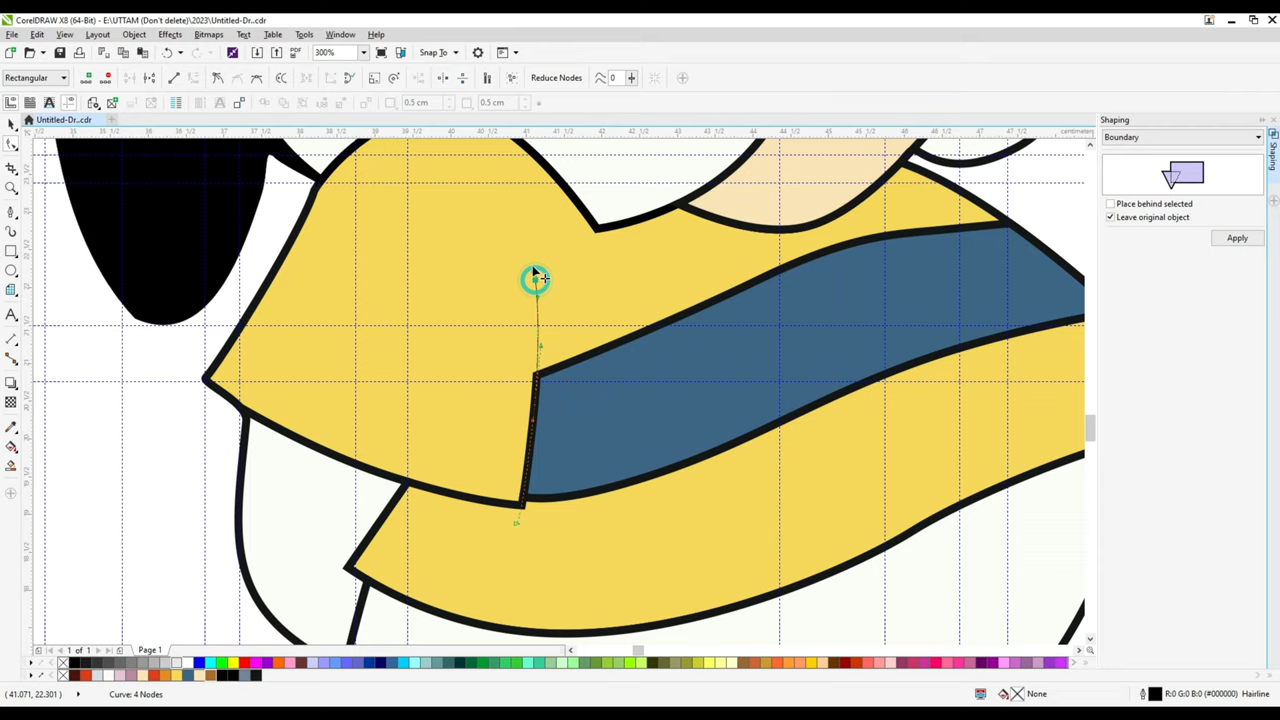 CorelDRAW X8 (64-Bit) - E:\UTTAM (Don't delete)\2023\Untitled-Dr..cdr
File Edit View Layout Object Effects Bitmaps Text Table Tools Window Help
PDF 300% Snap To
Rectangular Reduce Nodes 0
0.5 cm 0.5 cm
Untitled-Dr..cdr
centimeters
Shaping
Boundary
Place behind selected
Leave original object
Apply
Shaping
1 of 1 Page 1
(41.071, 22.301) Curve: 4 Nodes None R:0 G:0 B:0 (#000000) Hairline